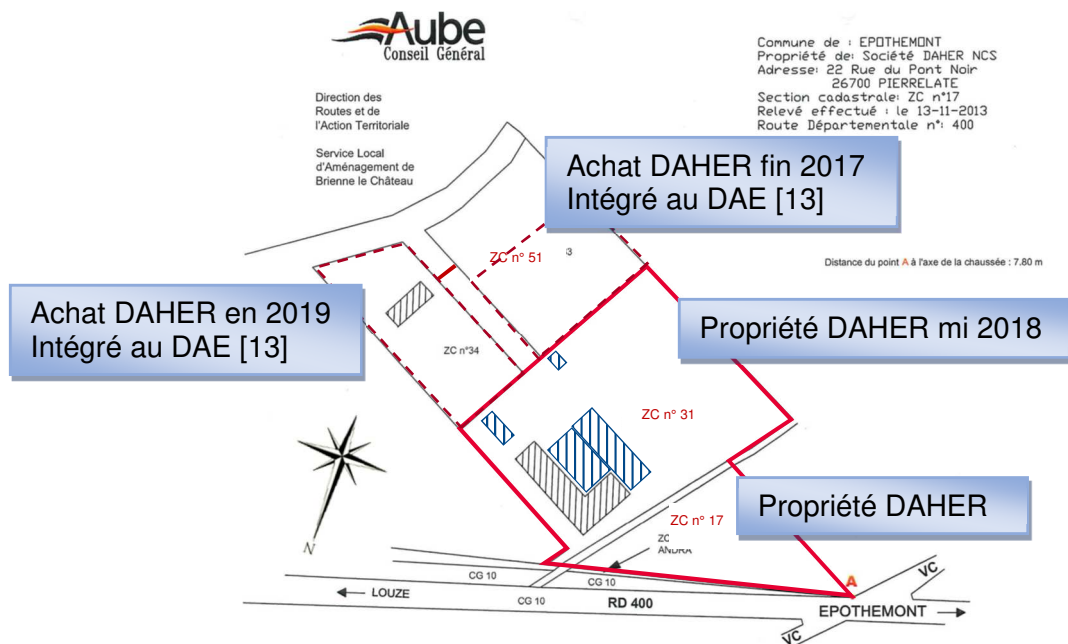 Aube
Conseil Général
Commune de : EPOTHEMONT
Propriété de: Société DAHER NCS
Adresse: 22 Rue du Pont Noir
26700 PIERRELATE
Section cadastrale: ZC n°17
Relevé effectué : le 13-11-2013
Route Départementale n°: 400
Direction des
Routes et de
l'Action Territoriale
Service Local
d'Aménagement de
Brienne le Château
Achat DAHER fin 2017
Intégré au DAE [13]
ZC n° 51
Distance du point A à l'axe de la chaussée : 7.80 m
Achat DAHER en 2019
Intégré au DAE [13]
Propriété DAHER mi 2018
ZC n°34
ZC n° 31
Propriété DAHER
ZC n° 17
ZC
ANDRA
N
CG 10
CG 10
A
VC
LOUZE
CG 10
RD 400
EPOTHEMONT
VC